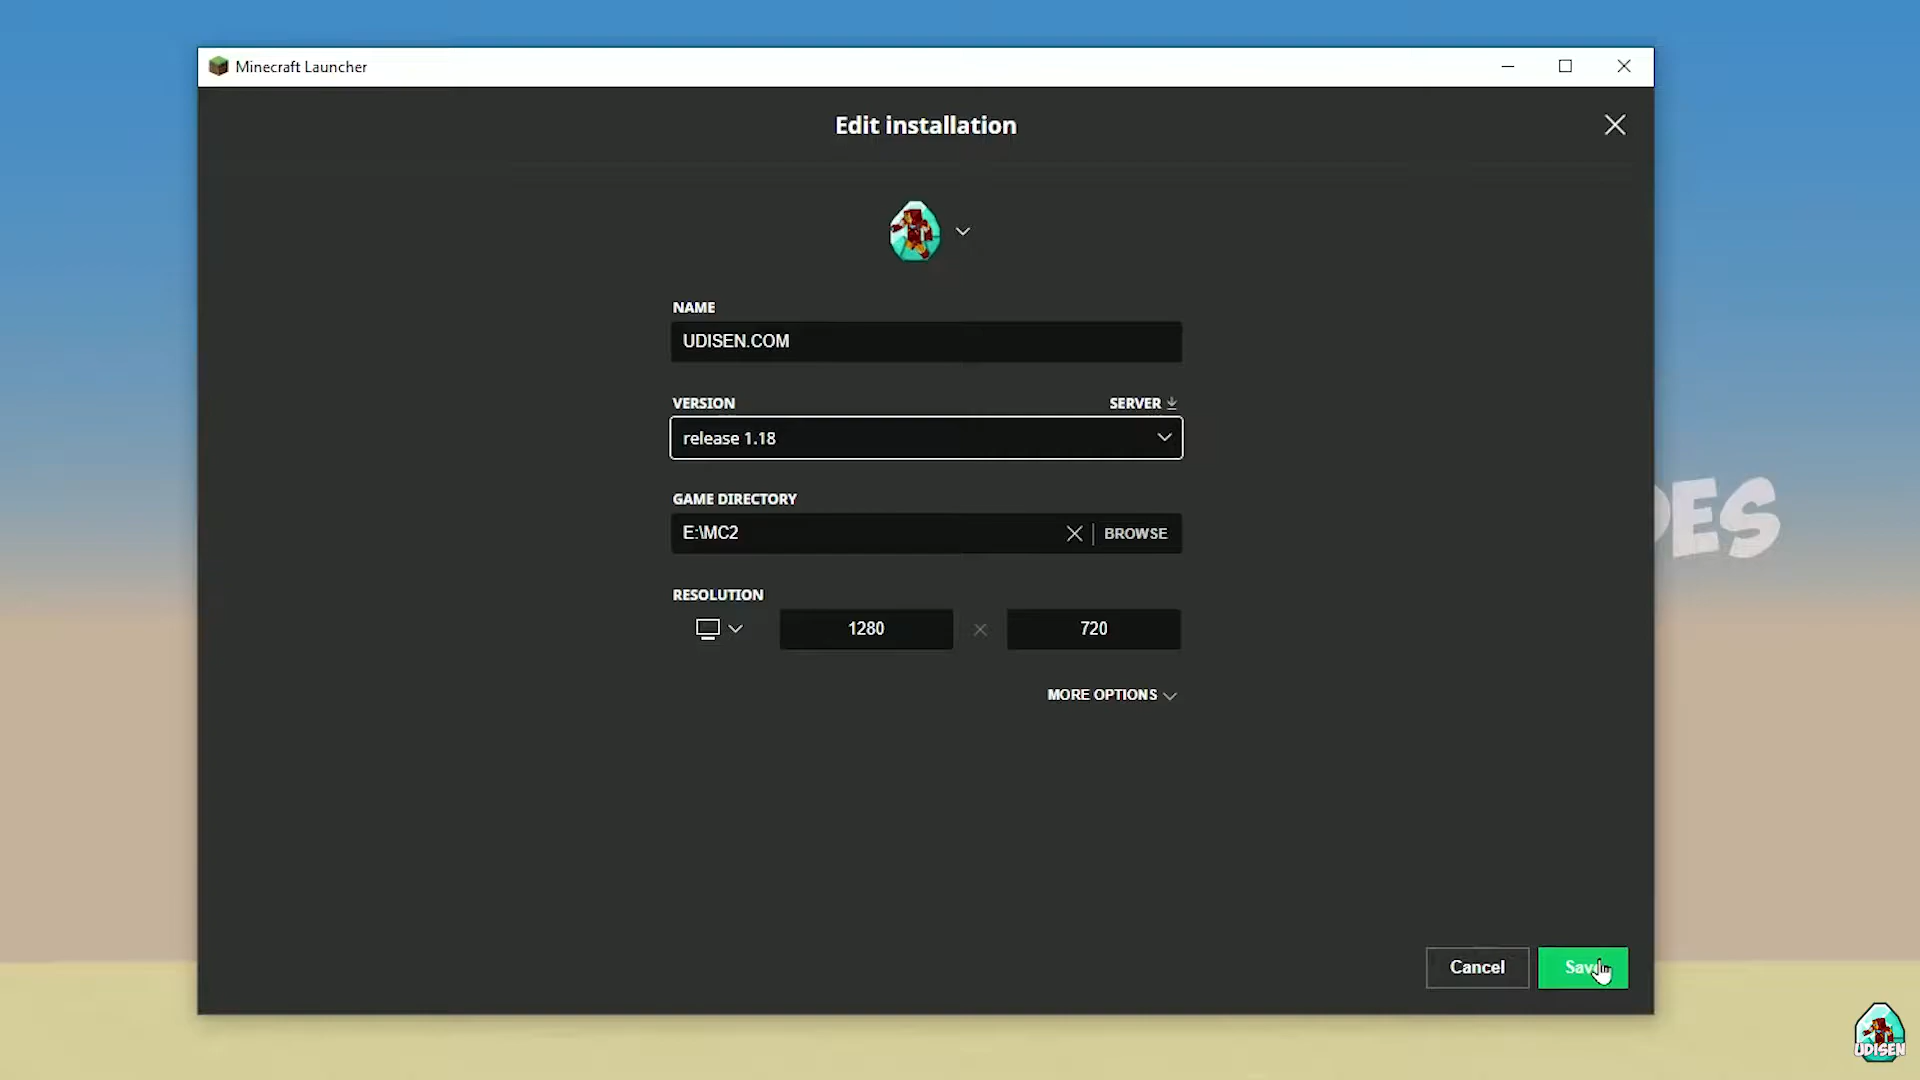 Minecraft Launcher
Edit installation
NAME
UDISEN.COM
VERSION
SERVER
release 1.18
GAME DIRECTORY
E:\MC2
BROWSE
RESOLUTION
1280
720
MORE OPTIONS
Cancel
UDISEN